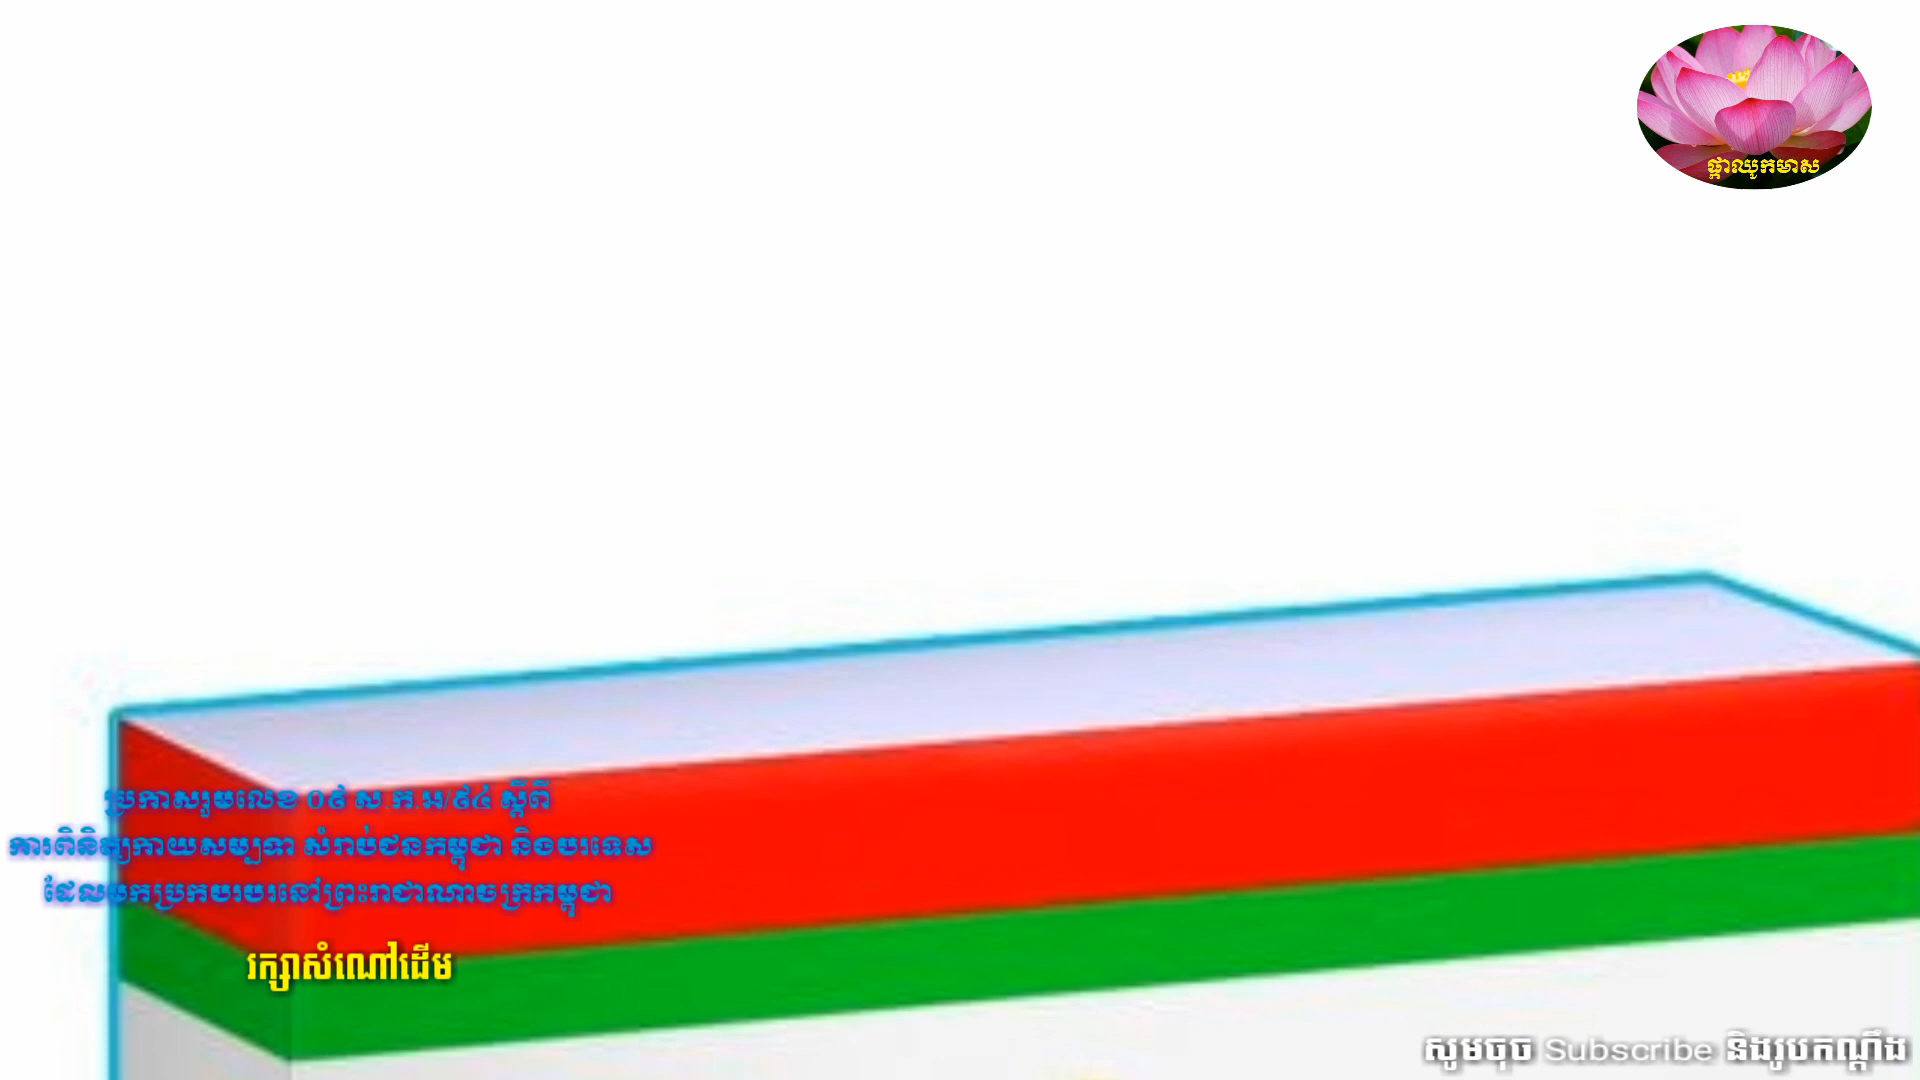 ផ្កាឈូកមាស
ប្រកាសរួមលេខ ០៩ ស.ក.អ/៩៤ ស្តីពី
ការពិនិត្យកាយសម្បទា សំរាប់ជនកម្ពុជា និងបរទេស
ដែលមកប្រកបរបរនៅព្រះរាជាណាចក្រកម្ពុជា
រក្សាសំណៅដើម
សូមចុច Subscribe និងរូបកណ្តឹង